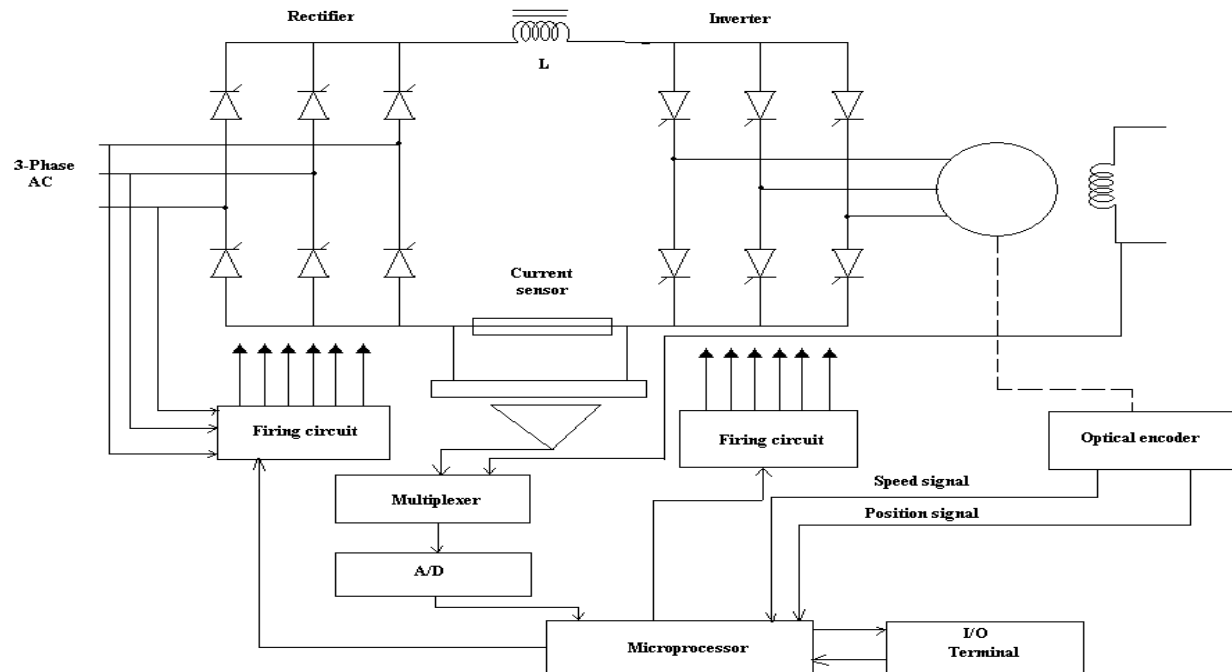 Rectifier
Inverter
L
3-Phase
AC
Current
sensor
Firing circuit
Firing circuit
Optical encoder
Speed signal
Multiplexer
Position signal
A/D
Microprocessor
I/O
Terminal